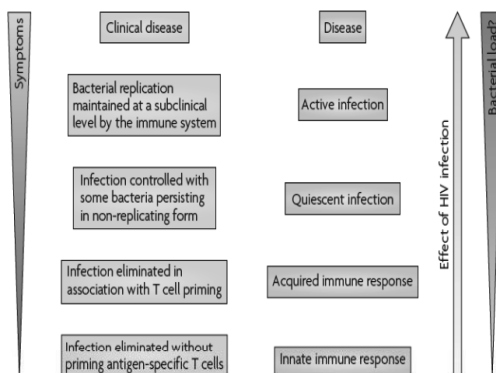 Symptoms
Clinical disease
Disease
Bacterial replication
maintained at a subclinical
level by the immune system
Active infection
Infection controlled with
some bacteria persisting
in non-replicating form
Quiescent infection
Infection eliminated in
association with T cell priming
Acquired immune response
Infection eliminated without
priming antigen-specific T cells
Innate immune response
Effect of HIV infection
Bacterial load?